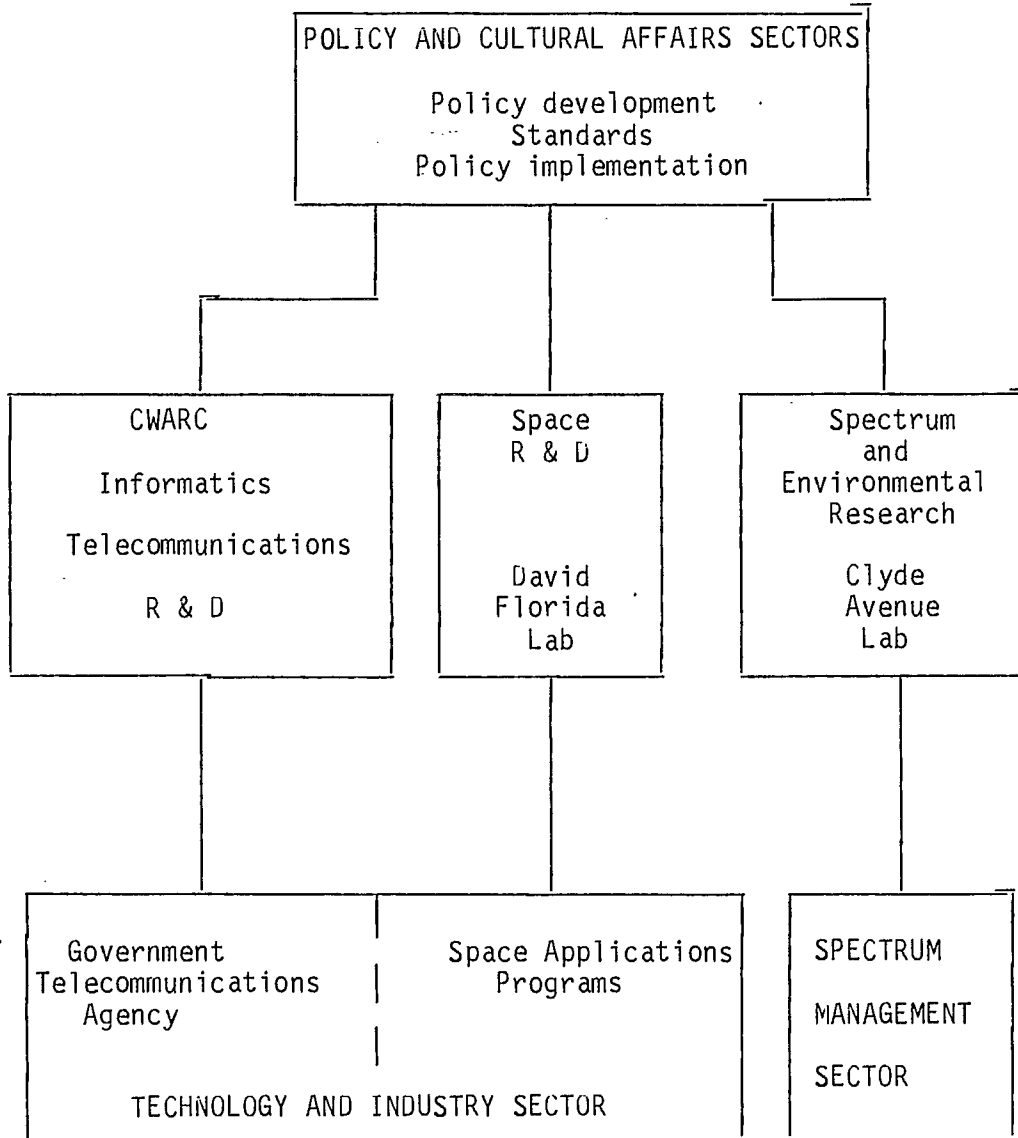 POLICY AND CULTURAL AFFAIRS SECTORS
Policy development
Standards
Policy implementation
CWARC
Informatics
Telecommunications
R & D
Space
R & D
David
Florida
Lab
Spectrum
and
Environmental
Research
Clyde
Avenue
Lab
Government
Telecommunications
Agency
Space Applications
Programs
TECHNOLOGY AND INDUSTRY SECTOR
SPECTRUM
MANAGEMENT
SECTOR